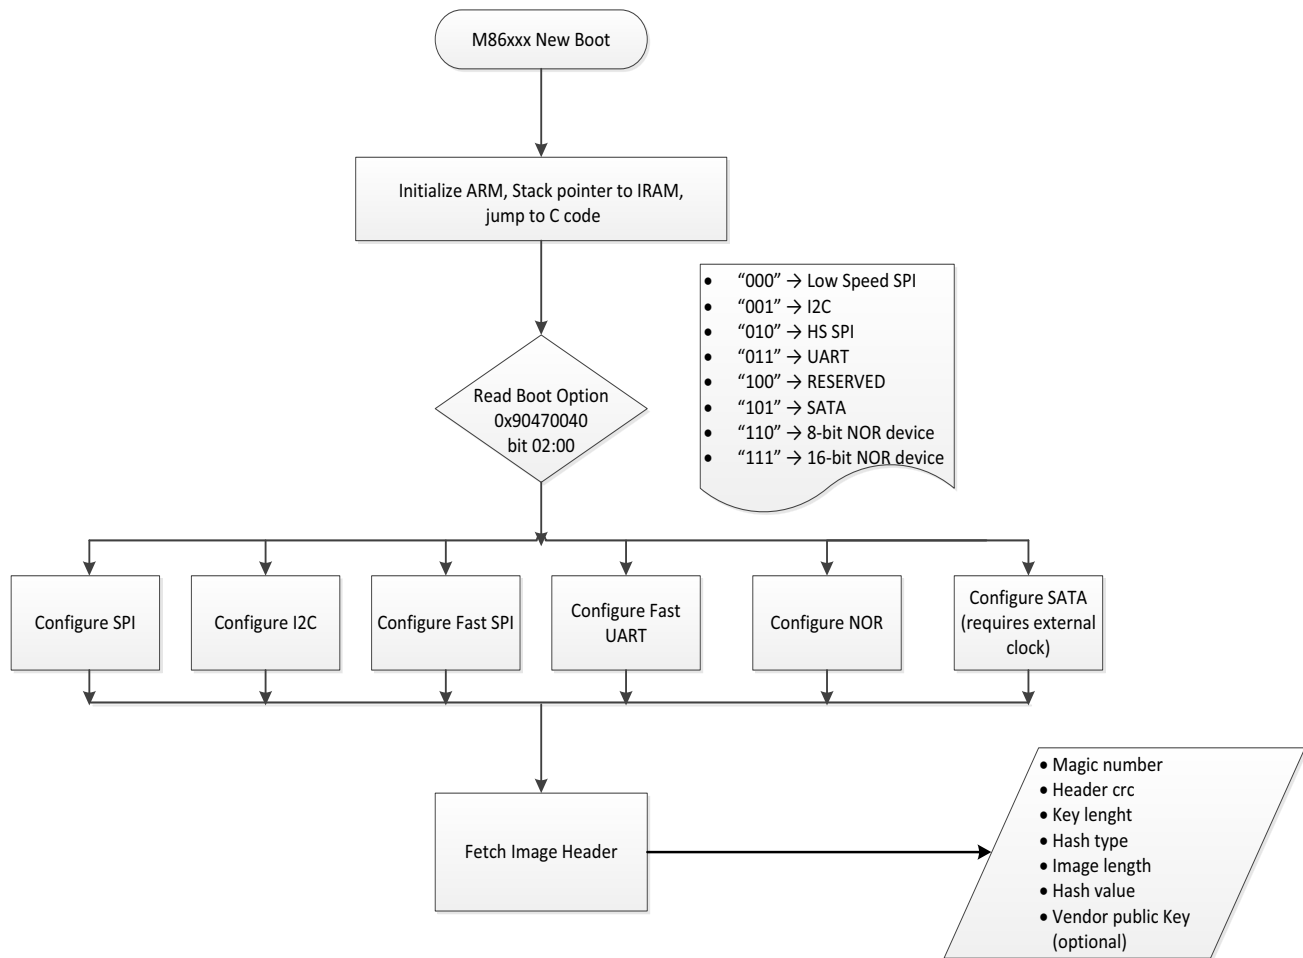 M86xxx New Boot
Initialize ARM, Stack pointer to IRAM,
jump to C code
• “000” → Low Speed SPI
• “001” → I2C
• “010” → HS SPI
• “011” → UART
• “100” → RESERVED
• “101” → SATA
• “110” → 8-bit NOR device
• “111” → 16-bit NOR device
Read Boot Option
0x90470040
bit 02:00
Configure SPI
Configure I2C
Configure Fast SPI
Configure Fast
UART
Configure NOR
Configure SATA
(requires external
clock)
Fetch Image Header
• Magic number
• Header crc
• Key lenght
• Hash type
• Image length
• Hash value
• Vendor public Key
(optional)